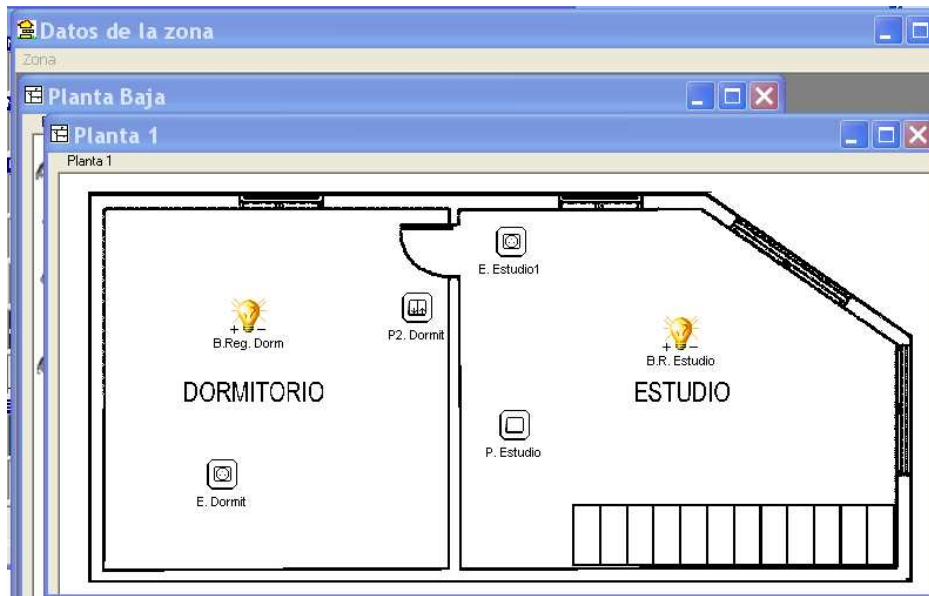 Datos de la zona
Zona
Planta Baja
Planta 1
Planta 1
E. Estudio1
B.Reg. Dorm
P2. Dormit
B.R. Estudio
DORMITORIO
ESTUDIO
P. Estudio
E. Dormit